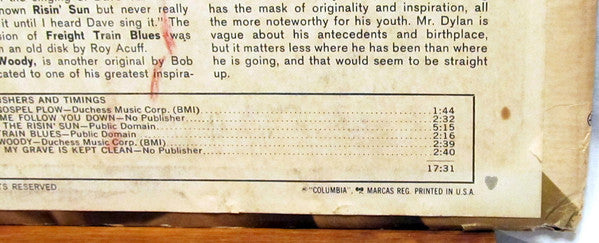 nown Risin' Sun but never really
it until I heard Dave sing it." The
sion of Freight Train Blues was
n an old disk by Roy Acuff.
Woody, is another original by Bob
cated to one of his greatest inspira-
has the mark of originality and inspiration, all
the more noteworthy for his youth. Mr. Dylan is
vague about his antecedents and birthplace,
but it matters less where he has been than where
he is going, and that would seem to be straight
up.
SHERS AND TIMINGS
GOSPEL PLOW—Duchess Music Corp. (BMI) 1:44
ME FOLLOW YOU DOWN—No Publisher 2:32
THE RISIN' SUN—Public Domain 5:15
TRAIN BLUES—Public Domain 2:16
WOODY—Duchess Music Corp. (BMI) 2:39
MY GRAVE IS KEPT CLEAN—No Publisher 2:40
17:31
TS RESERVED
® "COLUMBIA", MARCAS REG. PRINTED IN U.S.A.